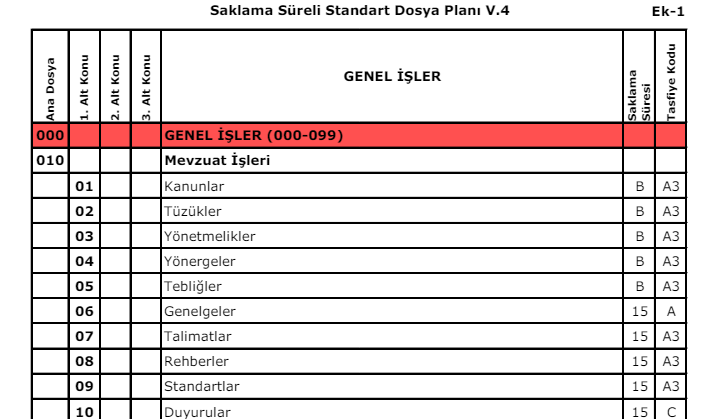 Saklama Süreli Standart Dosya Planı V.4 Ek-1
Ana Dosya 1. Alt Konu 2. Alt Konu 3. Alt Konu GENEL İŞLER Saklama Süresi Tasfiye Kodu
000 GENEL İŞLER (000-099)
010 Mevzuat İşleri
01 Kanunlar B A3
02 Tüzükler B A3
03 Yönetmelikler B A3
04 Yönergeler B A3
05 Tebliğler B A3
06 Genelgeler 15 A
07 Talimatlar 15 A3
08 Rehberler 15 A3
09 Standartlar 15 A3
10 Duyurular 15 C